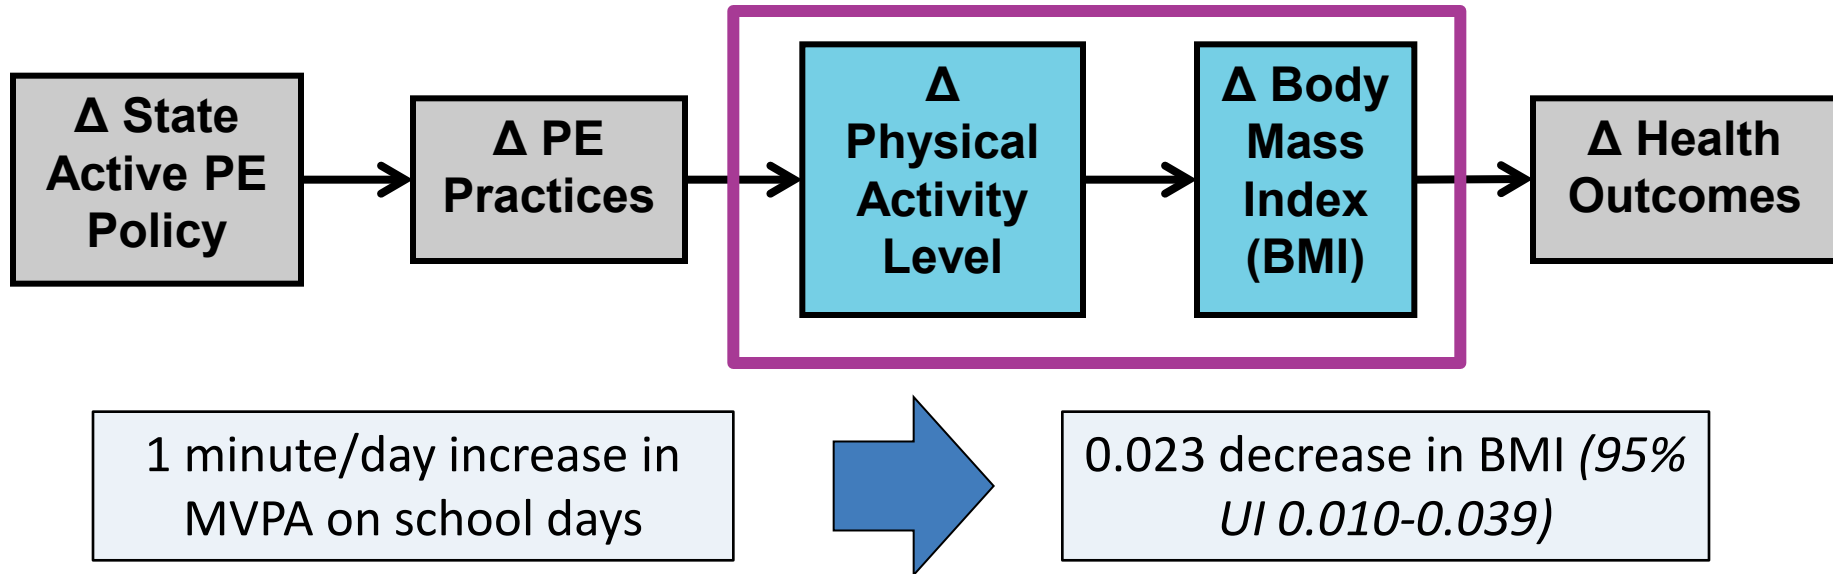 Δ State
Active PE
Policy
Δ PE
Practices
Δ
Physical
Activity
Level
Δ Body
Mass
Index
(BMI)
Δ Health
Outcomes
1 minute/day increase in
MVPA on school days
0.023 decrease in BMI (95%
UI 0.010-0.039)